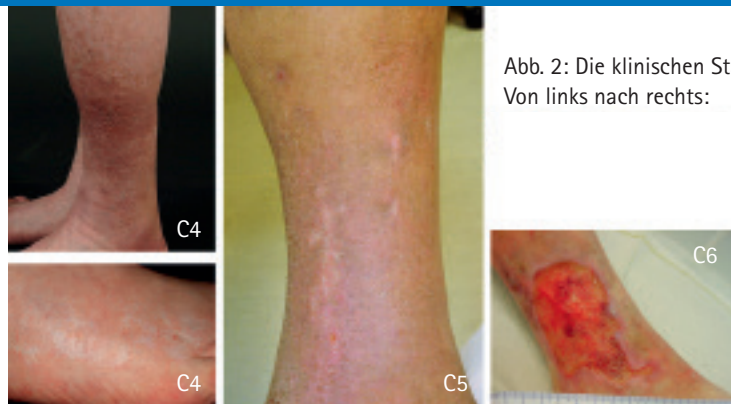 Abb. 2: Die klinischen St
Von links nach rechts:
C4
C4
C5
C6